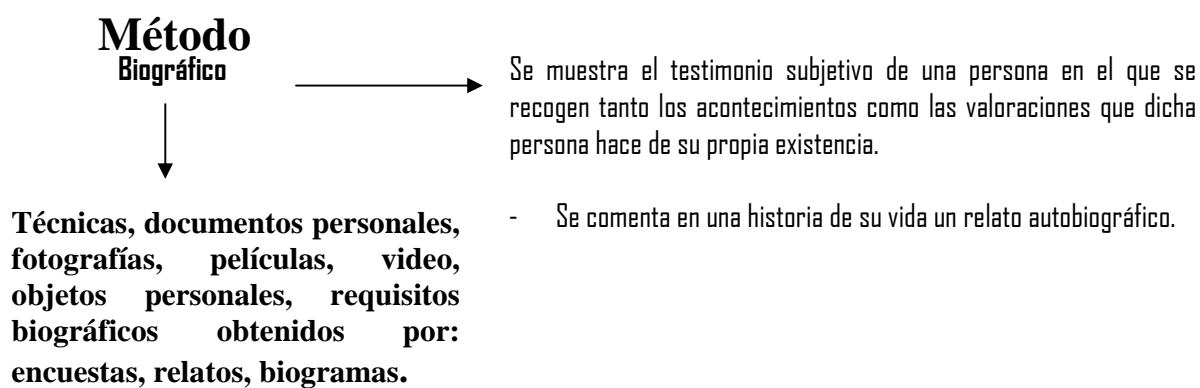 Método
Biográfico
Se muestra el testimonio subjetivo de una persona en el que se
recogen tanto los acontecimientos como las valoraciones que dicha
persona hace de su propia existencia.
- Se comenta en una historia de su vida un relato autobiográfico.
Técnicas, documentos personales,
fotografías, películas, video,
objetos personales, requisitos
biográficos obtenidos por:
encuestas, relatos, biogramas.